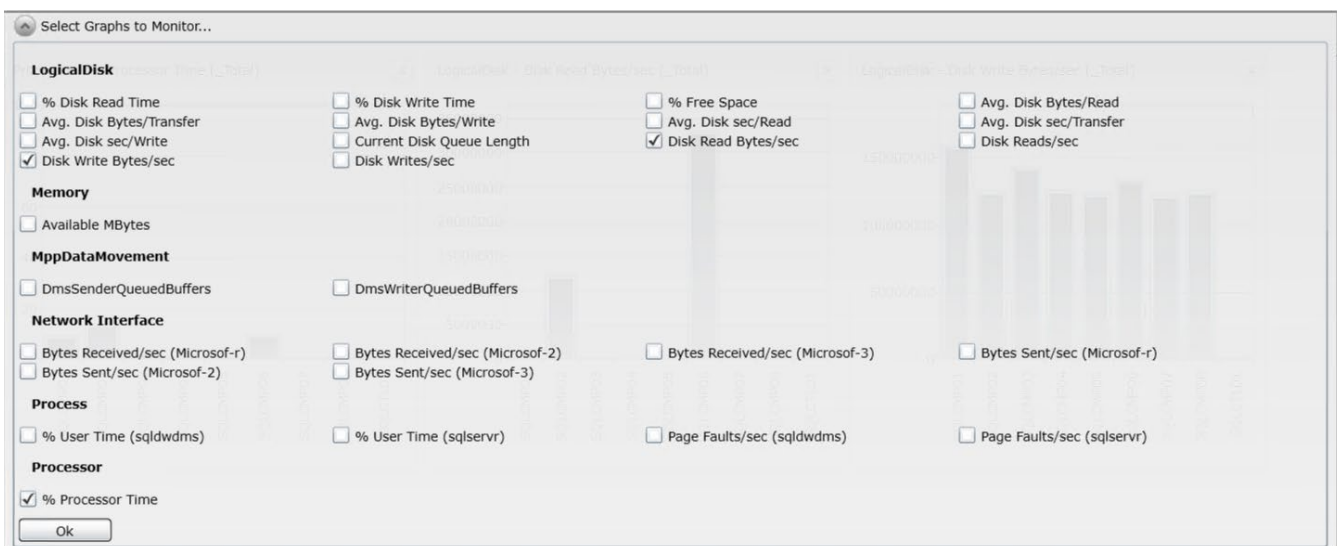 Select Graphs to Monitor...
LogicalDisk
% Disk Read Time % Disk Write Time % Free Space Avg. Disk Bytes/Read
Avg. Disk Bytes/Transfer Avg. Disk Bytes/Write Avg. Disk sec/Read Avg. Disk sec/Transfer
Avg. Disk sec/Write Current Disk Queue Length Disk Read Bytes/sec Disk Reads/sec
Disk Write Bytes/sec Disk Writes/sec
Memory
Available MBytes
MppDataMovement
DmsSenderQueuedBuffers DmsWriterQueuedBuffers
Network Interface
Bytes Received/sec (Microsof-r) Bytes Received/sec (Microsof-2) Bytes Received/sec (Microsof-3) Bytes Sent/sec (Microsof-r)
Bytes Sent/sec (Microsof-2) Bytes Sent/sec (Microsof-3)
Process
% User Time (sqldwdms) % User Time (sqlservr) Page Faults/sec (sqldwdms) Page Faults/sec (sqlservr)
Processor
% Processor Time
Ok